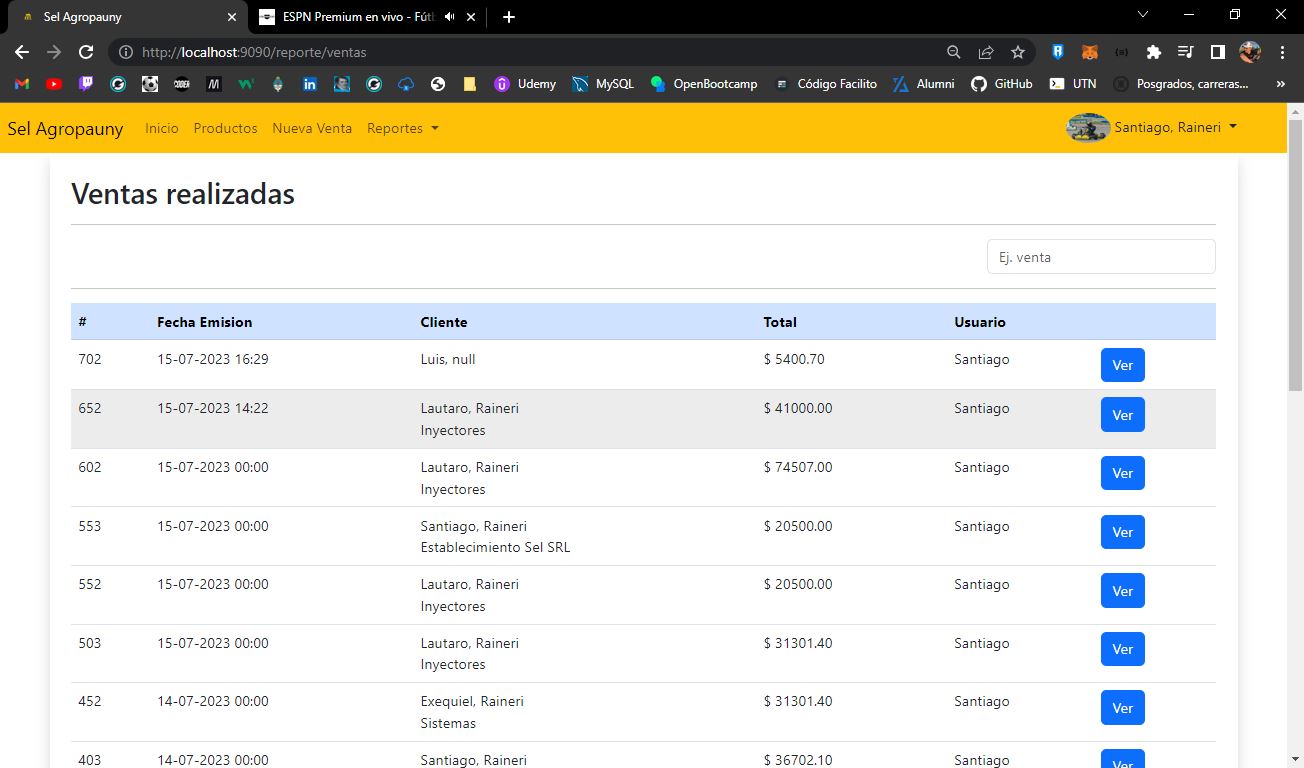 Sel Agropauny
ESPN Premium en vivo - Fútb
http://localhost:9090/reporte/ventas
Udemy
MySQL
OpenBootcamp
Código Facilito
Alumni
GitHub
UTN
Posgrados, carreras...
Sel Agropauny
Inicio
Productos
Nueva Venta
Reportes
Santiago, Raineri
Ventas realizadas
Ej. venta
# Fecha Emision Cliente Total Usuario
702 15-07-2023 16:29 Luis, null $ 5400.70 Santiago Ver
652 15-07-2023 14:22 Lautaro, Raineri $ 41000.00 Santiago Ver
Inyectores
602 15-07-2023 00:00 Lautaro, Raineri $ 74507.00 Santiago Ver
Inyectores
553 15-07-2023 00:00 Santiago, Raineri $ 20500.00 Santiago Ver
Establecimiento Sel SRL
552 15-07-2023 00:00 Lautaro, Raineri $ 20500.00 Santiago Ver
Inyectores
503 15-07-2023 00:00 Lautaro, Raineri $ 31301.40 Santiago Ver
Inyectores
452 14-07-2023 00:00 Exequiel, Raineri $ 31301.40 Santiago Ver
Sistemas
403 14-07-2023 00:00 Santiago, Raineri $ 36702.10 Santiago Ver